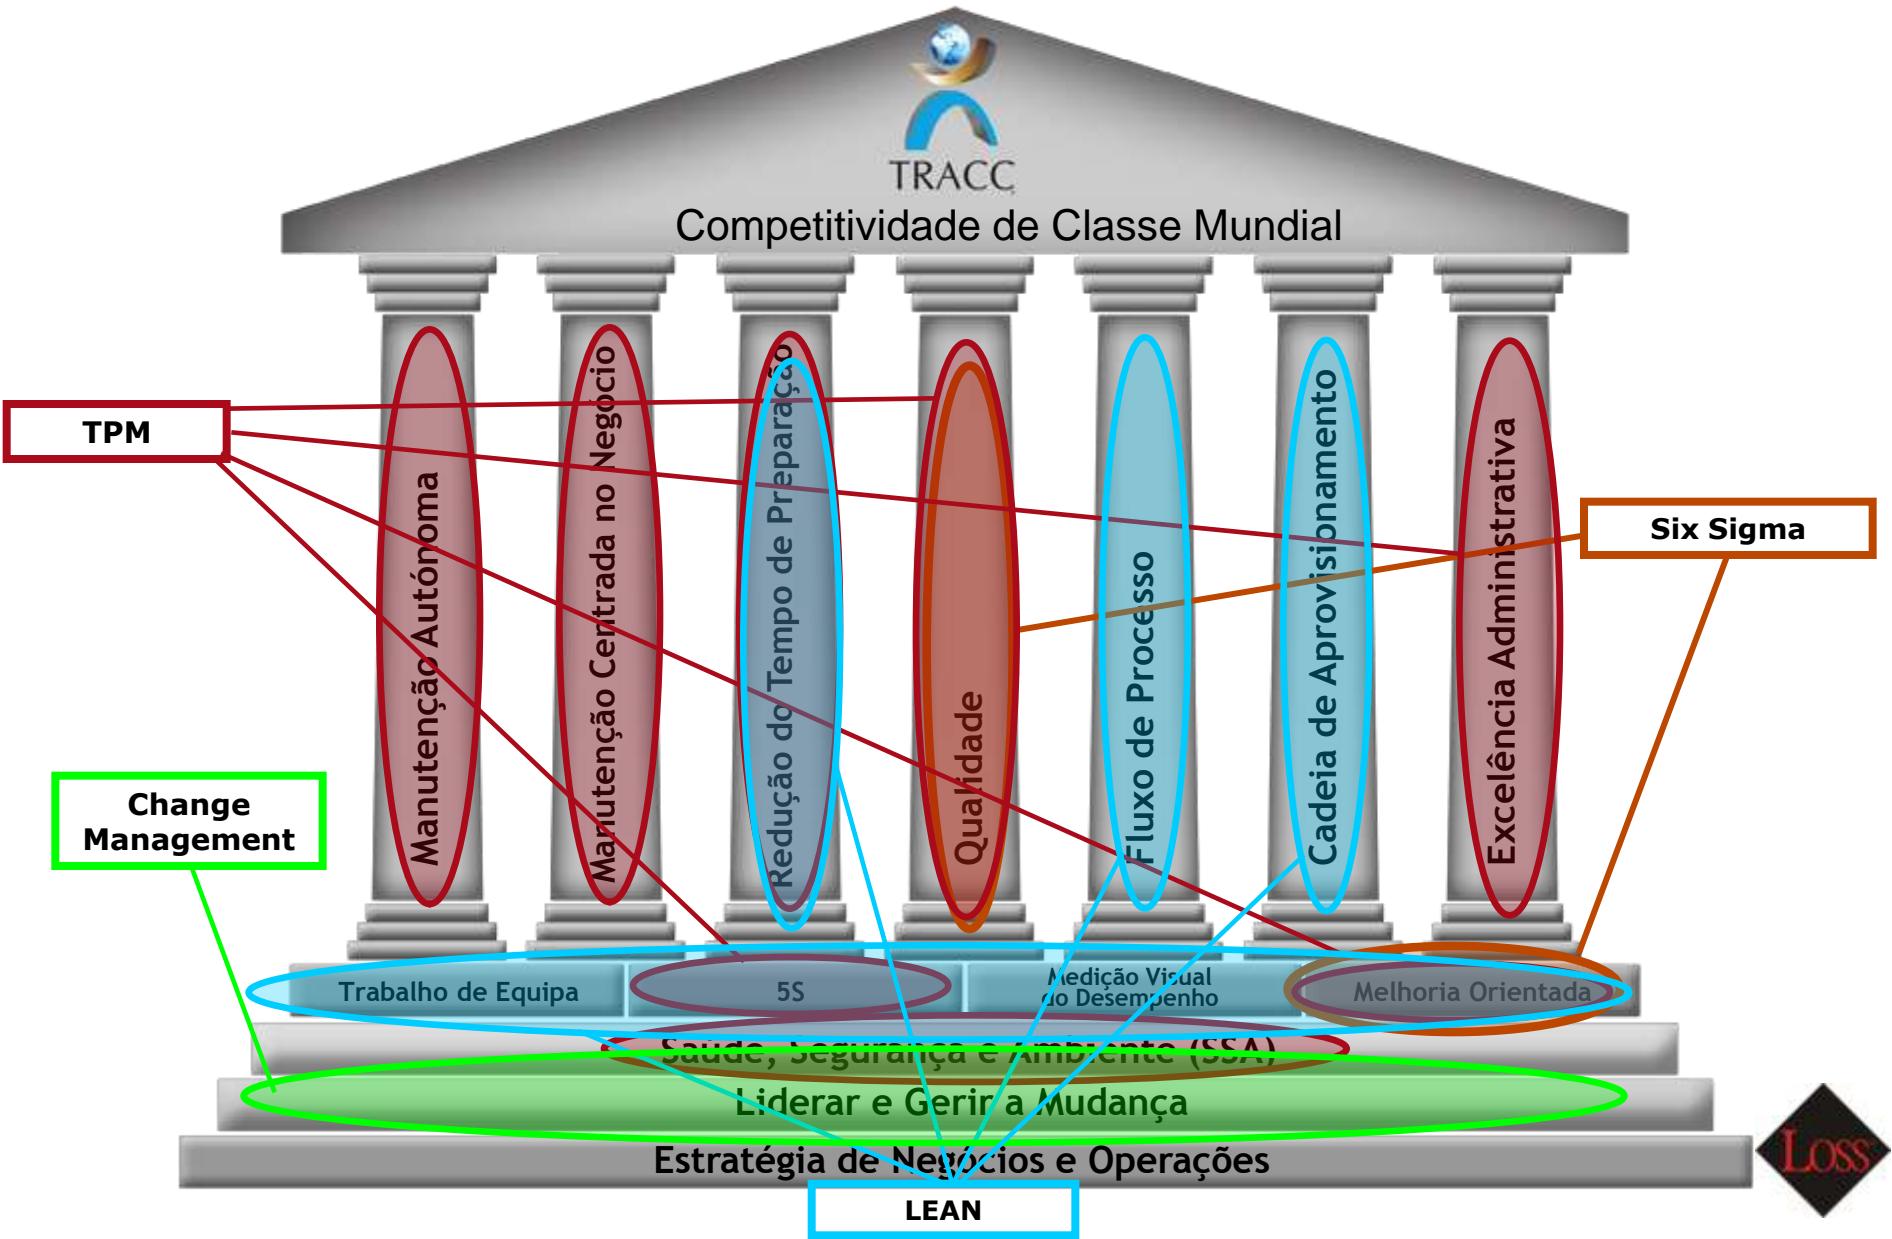 TRACC
Competitividade de Classe Mundial
TPM
Change
Management
Six Sigma
Manutenção Autónoma
Manutenção Centrada no Negócio
Redução do Tempo de Preparação
Qualidade
Fluxo de Processo
Cadeia de Aprovisionamento
Excelência Administrativa
Trabalho de Equipa
5S
Medição Visual
do Desempenho
Melhoria Orientada
Saúde, Segurança e Ambiente (SSA)
Liderar e Gerir a Mudança
Estratégia de Negócios e Operações
LEAN
Loss